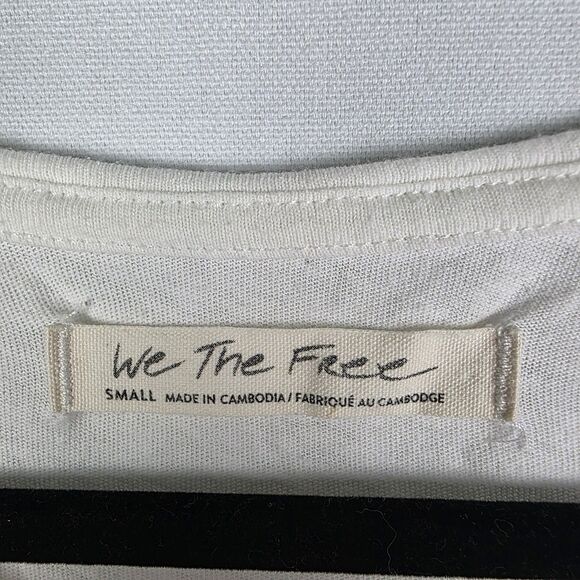 We The Free
SMALL MADE IN CAMBODIA / FABRIQUÉ AU CAMBODGE